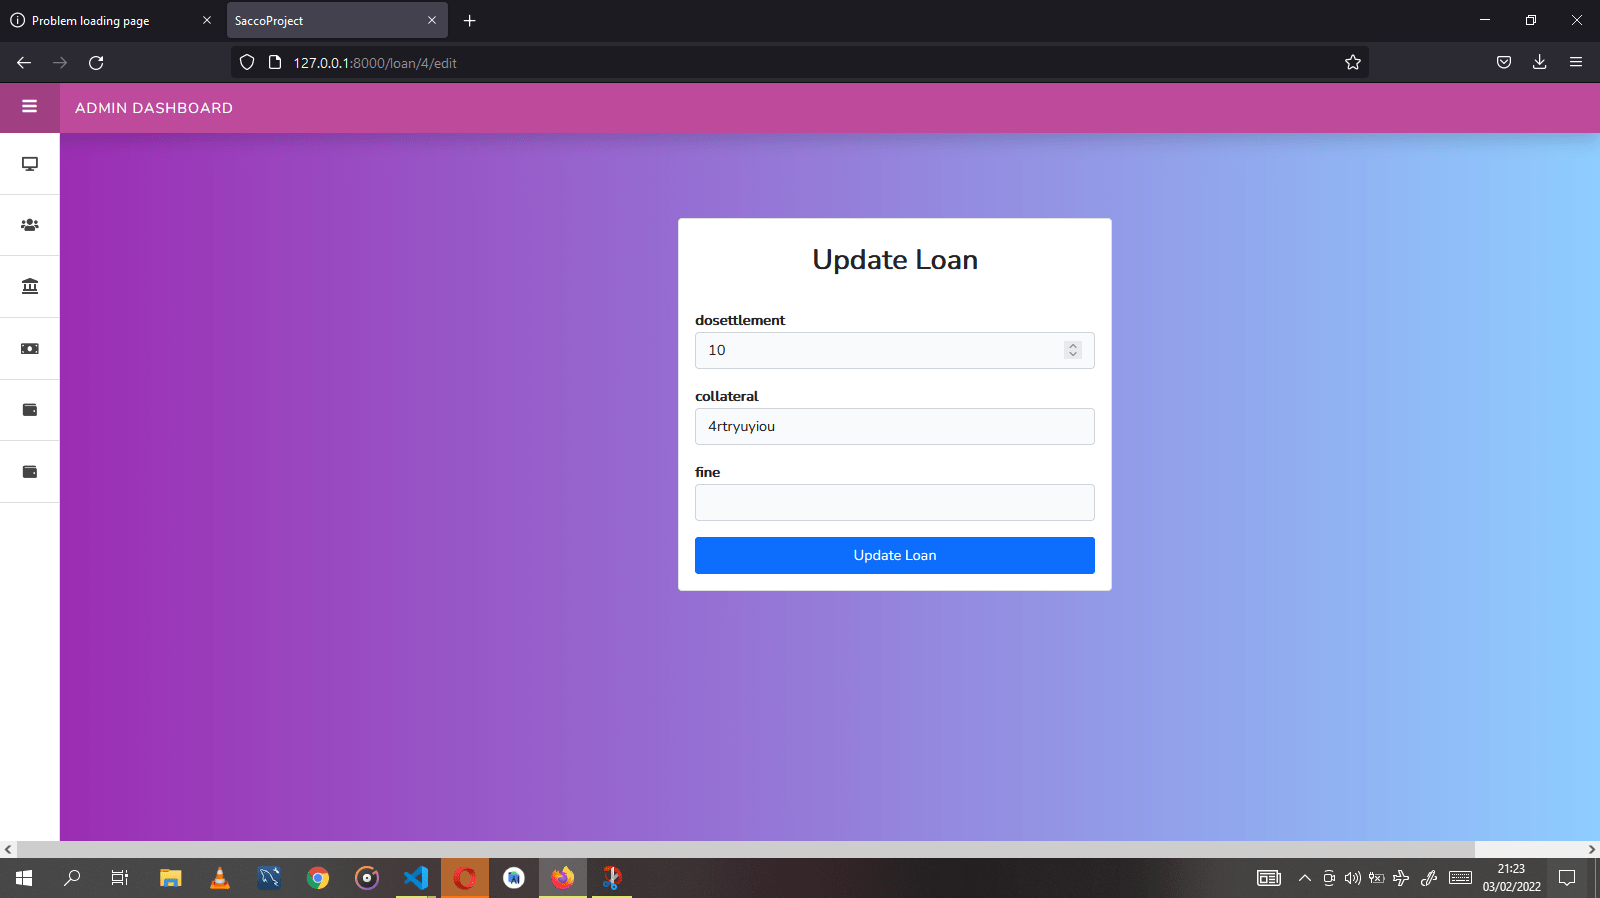 Problem loading page
SaccoProject
127.0.0.1:8000/loan/4/edit
ADMIN DASHBOARD
Update Loan
dosettlement
10
collateral
4rtryuyiou
fine
Update Loan
21:23
03/02/2022